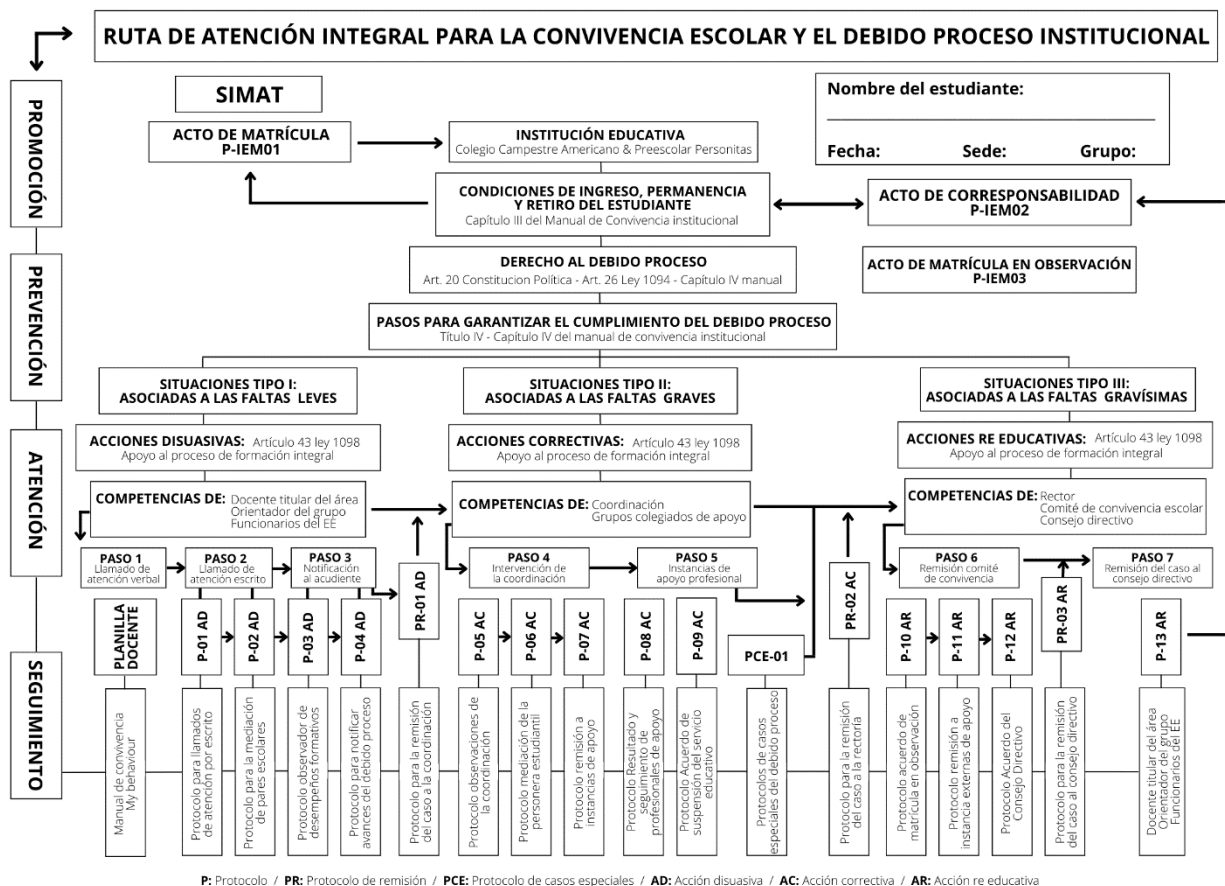 RUTA DE ATENCIÓN INTEGRAL PARA LA CONVIVENCIA ESCOLAR Y EL DEBIDO PROCESO INSTITUCIONAL
PROMOCIÓN
PREVENCIÓN
ATENCIÓN
SEGUIMIENTO
SIMAT
Nombre del estudiante:
Fecha: Sede: Grupo:
ACTO DE MATRÍCULA
P-IEM01
INSTITUCIÓN EDUCATIVA
Colegio Campestre Americano & Preescolar Personitas
CONDICIONES DE INGRESO, PERMANENCIA
Y RETIRO DEL ESTUDIANTE
Capítulo III del Manual de Convivencia institucional
ACTO DE CORRESPONSABILIDAD
P-IEM02
DERECHO AL DEBIDO PROCESO
Art. 20 Constitucion Política - Art. 26 Ley 1094 - Capítulo IV manual
ACTO DE MATRÍCULA EN OBSERVACIÓN
P-IEM03
PASOS PARA GARANTIZAR EL CUMPLIMIENTO DEL DEBIDO PROCESO
Título IV - Capítulo IV del manual de convivencia institucional
SITUACIONES TIPO I:
ASOCIADAS A LAS FALTAS LEVES
SITUACIONES TIPO II:
ASOCIADAS A LAS FALTAS GRAVES
SITUACIONES TIPO III:
ASOCIADAS A LAS FALTAS GRAVÍSIMAS
ACCIONES DISUASIVAS: Artículo 43 ley 1098
Apoyo al proceso de formación integral
ACCIONES CORRECTIVAS: Artículo 43 ley 1098
Apoyo al proceso de formación integral
ACCIONES RE EDUCATIVAS: Artículo 43 ley 1098
Apoyo al proceso de formación integral
COMPETENCIAS DE: Docente titular del área
Orientador del grupo
Funcionarios del EE
COMPETENCIAS DE: Coordinación
Grupos colegiados de apoyo
COMPETENCIAS DE: Rector
Comité de convivencia escolar
Consejo directivo
PASO 1
Llamado de
atención verbal
PASO 2
Llamado de
atención escrito
PASO 3
Notificación
al acudiente
PASO 4
Intervención de
la coordinación
PASO 5
Instancias de
apoyo profesional
PASO 6
Remisión comité
de convivencia
PASO 7
Remisión del caso al
consejo directivo
PLANILLA
DOCENTE
P-01 AD
P-02 AD
P-03 AD
P-04 AD
PR-01 AD
P-05 AC
P-06 AC
P-07 AC
P-08 AC
P-09 AC
PCE-01
PR-02 AC
P-10 AR
P-11 AR
P-12 AR
PR-03 AR
P-13 AR
Manual de convivencia
My behaviour
Protocolo para llamados
de atención por escrito
Protocolo para la mediación
de pares escolares
Protocolo observador de
desempeños formativos
Protocolo para notificar
avances del debido proceso
Protocolo para la remisión
del caso a la coordinación
Protocolo observaciones de
la coordinación
Protocolo mediación de la
personera estudiantil
Protocolo remisión a
instancias de apoyo
Protocolo Resultado y
seguimiento de
profesionales de apoyo
Protocolo Acuerdo de
suspensión del servicio
educativo
Protocolos de casos
especiales del debido proceso
Protocolo para la remisión
del caso a la rectoría
Protocolo acuerdo de
matrícula en observación
Protocolo remisión a
instancia externas de apoyo
Protocolo Acuerdo del
Consejo Directivo
Protocolo para la remisión
del caso al consejo directivo
Docente titular del área
Orientador del grupo
Funcionarios del EE
P: Protocolo / PR: Protocolo de remisión / PCE: Protocolo de casos especiales / AD: Acción disuasiva / AC: Acción correctiva / AR: Acción re educativa